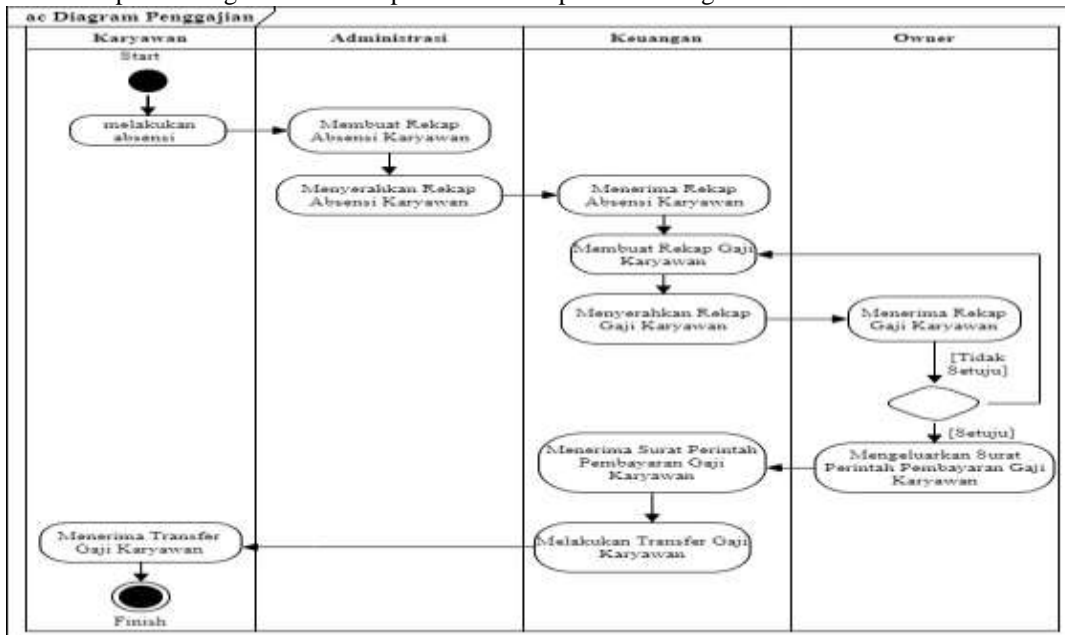 ac Diagram Penggajian
Karyawan
Administrasi
Keuangan
Owner
Start
melakukan
absensi
Membuat Rekap
Absensi Karyawan
Menyerahkan Rekap
Absensi Karyawan
Menerima Rekap
Absensi Karyawan
Membuat Rekap Gaji
Karyawan
Menyerahkan Rekap
Gaji Karyawan
Menerima Rekap
Gaji Karyawan
[Tidak
Setuju]
[Setuju]
Mengeluarkan Surat
Perintah Pembayaran Gaji
Karyawan
Menerima Surat Perintah
Pembayaran Gaji
Karyawan
Melakukan Transfer Gaji
Karyawan
Menerima Transfer
Gaji Karyawan
Finish